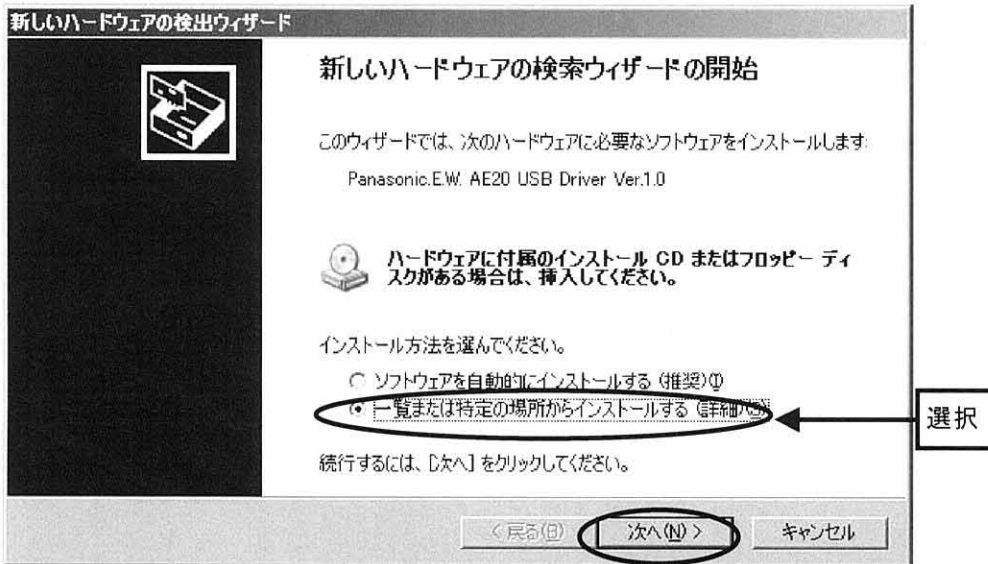 新しいハードウェアの検出ウィザード
新しいハードウェアの検索ウィザードの開始
このウィザードでは、次のハードウェアに必要なソフトウェアをインストールします:
Panasonic.E.W. AE20 USB Driver Ver.1.0
ハードウェアに付属のインストール CD またはフロッピー ディ
スクがある場合は、挿入してください。
インストール方法を選んでください。
ソフトウェアを自動的にインストールする (推奨)(I)
一覧または特定の場所からインストールする (詳細)(S)
選択
続行するには、[次へ] をクリックしてください。
< 戻る(B) 次へ(N) > キャンセル